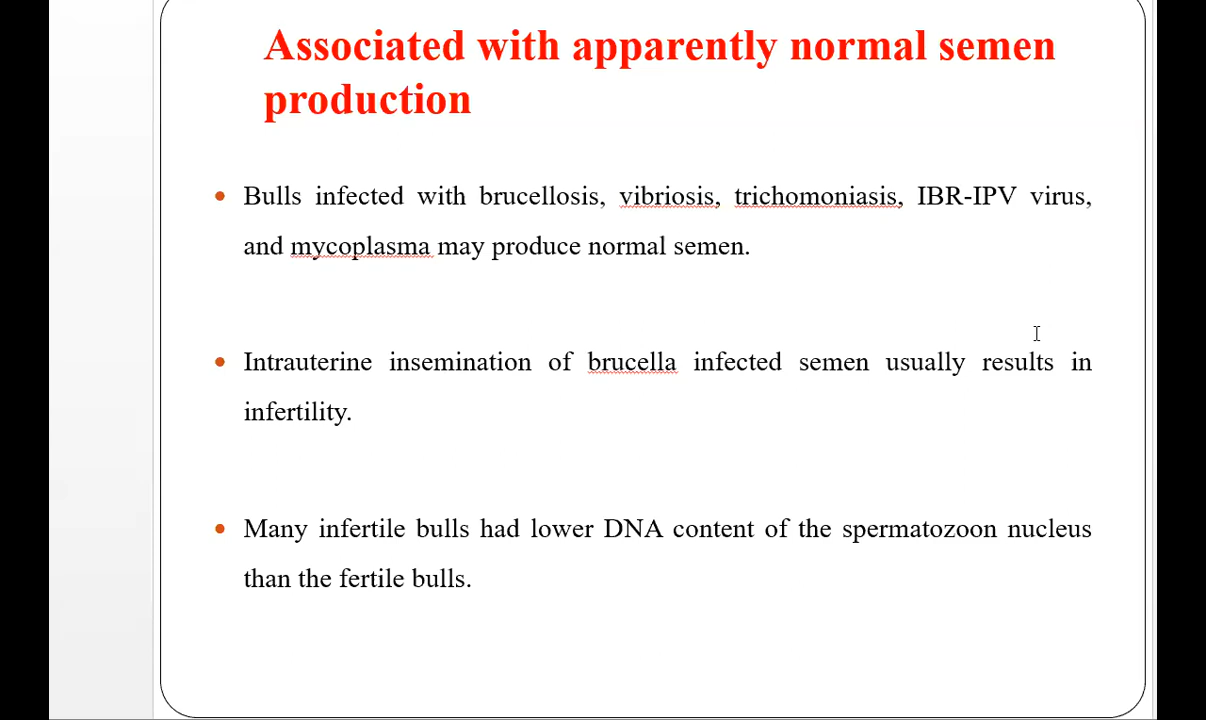 Associated with apparently normal semen
production
• Bulls infected with brucellosis, vibriosis, trichomoniasis, IBR-IPV virus,
and mycoplasma may produce normal semen.
• Intrauterine insemination of brucella infected semen usually results in
infertility.
• Many infertile bulls had lower DNA content of the spermatozoon nucleus
than the fertile bulls.